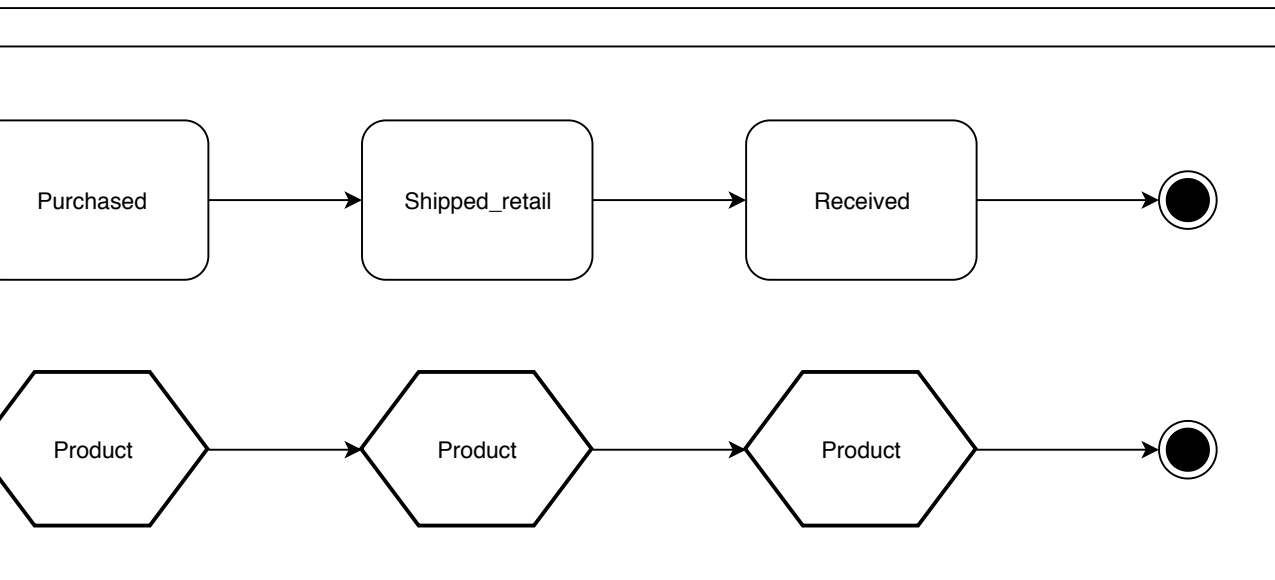 Purchased
Shipped_retail
Received
Product
Product
Product